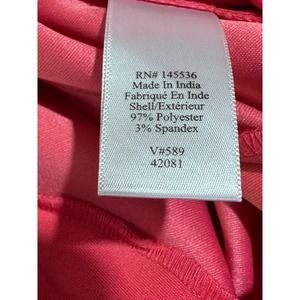 RN# 145536
Made In India
Fabriqué En Inde
Shell/Extérieur
97% Polyester
3% Spandex
V#589
42081